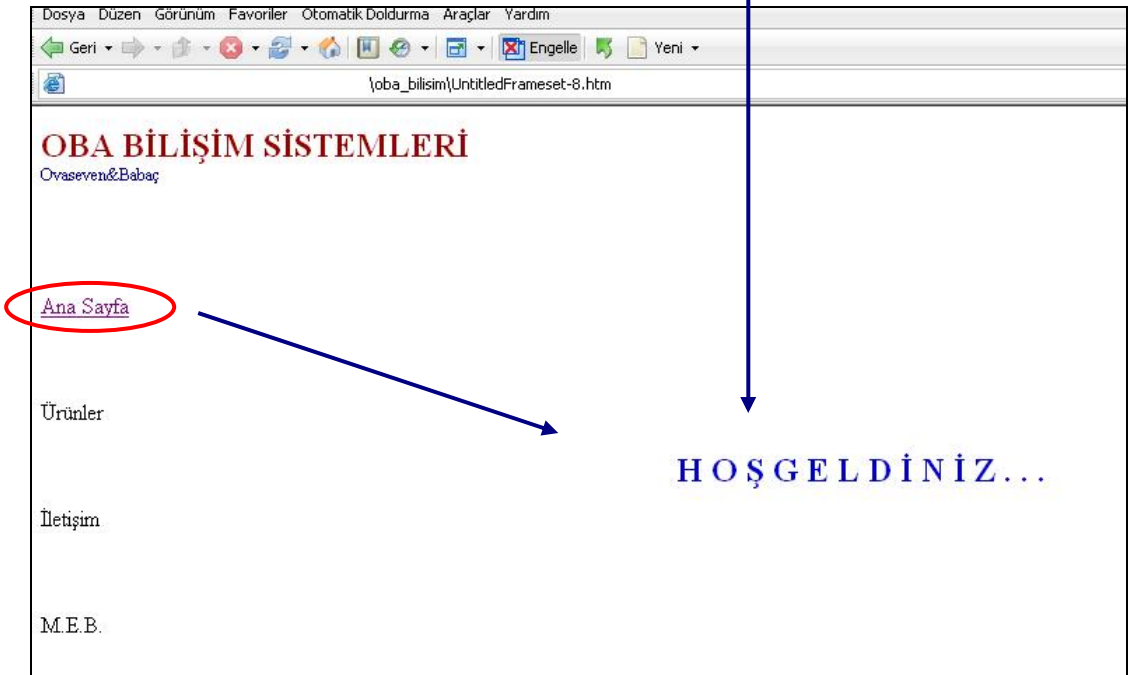 Dosya Düzen Görünüm Favoriler Otomatik Doldurma Araçlar Yardım
Geri Engelle Yeni
\oba_bilisim\UntitledFrameset-8.htm
OBA BİLİŞİM SİSTEMLERİ
Ovaseven&Babaç
Ana Sayfa
Ürünler
H O Ş G E L D İ N İ Z . . .
İletişim
M.E.B.